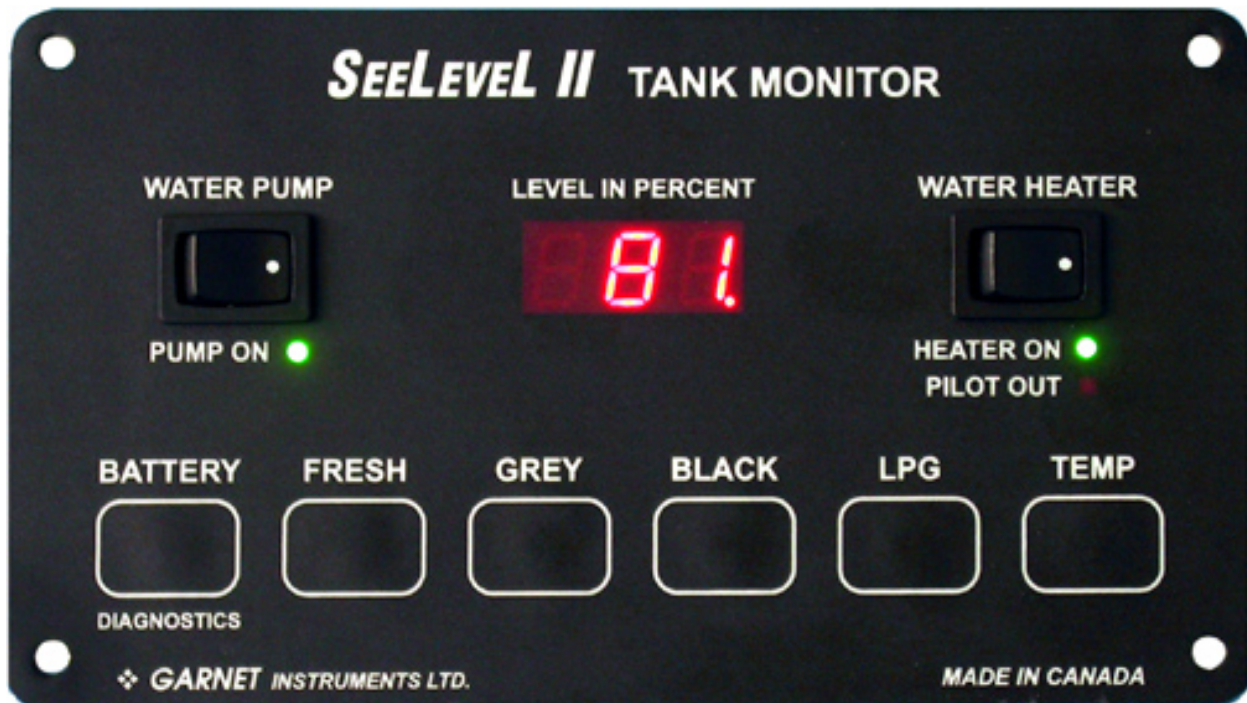 SEELEVEL II TANK MONITOR
WATER PUMP
LEVEL IN PERCENT
WATER HEATER
81.
PUMP ON
HEATER ON
PILOT OUT
BATTERY
FRESH
GREY
BLACK
LPG
TEMP
DIAGNOSTICS
GARNET INSTRUMENTS LTD.
MADE IN CANADA